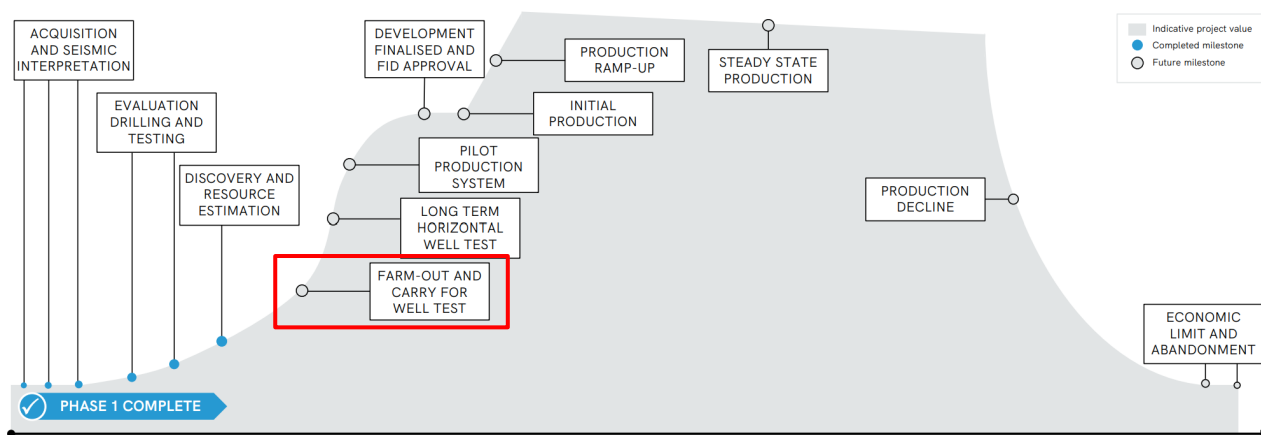 ACQUISITION
AND SEISMIC
INTERPRETATION
EVALUATION
DRILLING AND
TESTING
DISCOVERY AND
RESOURCE
ESTIMATION
DEVELOPMENT
FINALISED AND
FID APPROVAL
PRODUCTION
RAMP-UP
INITIAL
PRODUCTION
PILOT
PRODUCTION
SYSTEM
LONG TERM
HORIZONTAL
WELL TEST
FARM-OUT AND
CARRY FOR
WELL TEST
STEADY STATE
PRODUCTION
PRODUCTION
DECLINE
ECONOMIC
LIMIT AND
ABANDONMENT
Indicative project value
Completed milestone
Future milestone
PHASE 1 COMPLETE